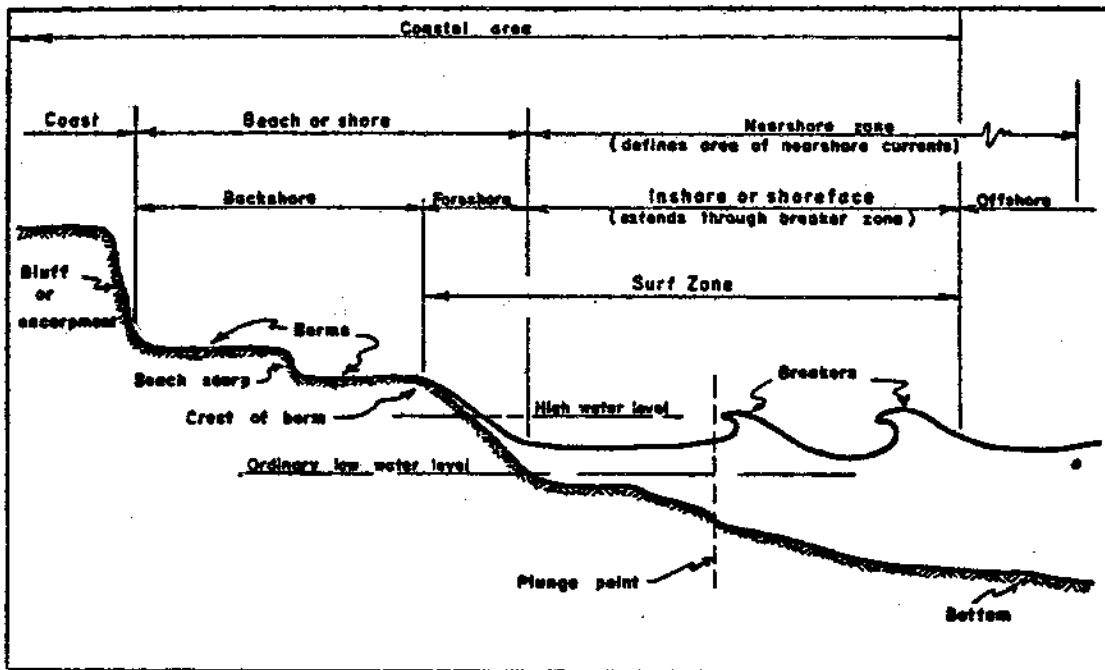 Coastal area
Coast
Beach or shore
Nearshore zone
(defines area of nearshore currents)
Backshore
Foreshore
Inshore or shoreface
(extends through breaker zone)
Offshore
Surf Zone
Bluff
or
escarpment
Berms
Beach scarp
Crest of berm
High water level
Breakers
Ordinary low water level
Plunge point
Bottom